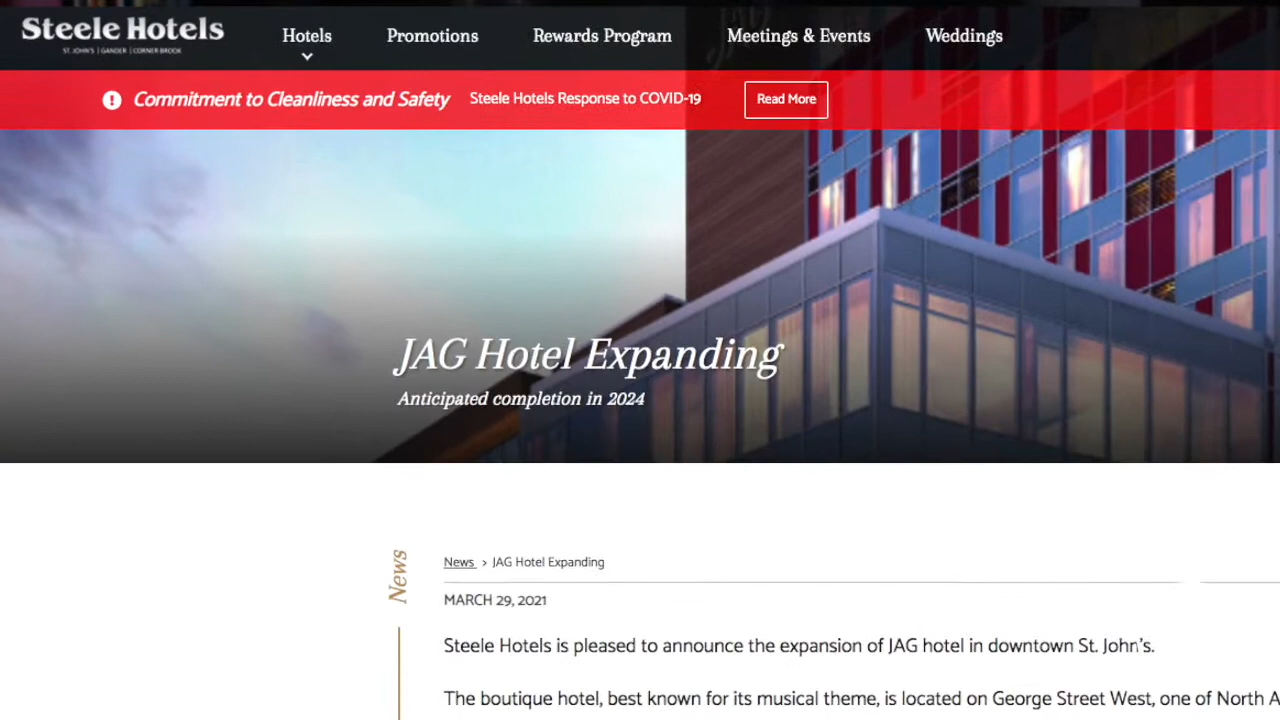 Steele Hotels
ST. JOHN'S | GANDER | CORNER BROOK
Hotels
Promotions
Rewards Program
Meetings & Events
Weddings
Commitment to Cleanliness and Safety
Steele Hotels Response to COVID-19
Read More
JAG Hotel Expanding
Anticipated completion in 2024
News
News > JAG Hotel Expanding
MARCH 29, 2021
Steele Hotels is pleased to announce the expansion of JAG hotel in downtown St. John's.
The boutique hotel, best known for its musical theme, is located on George Street West, one of North A